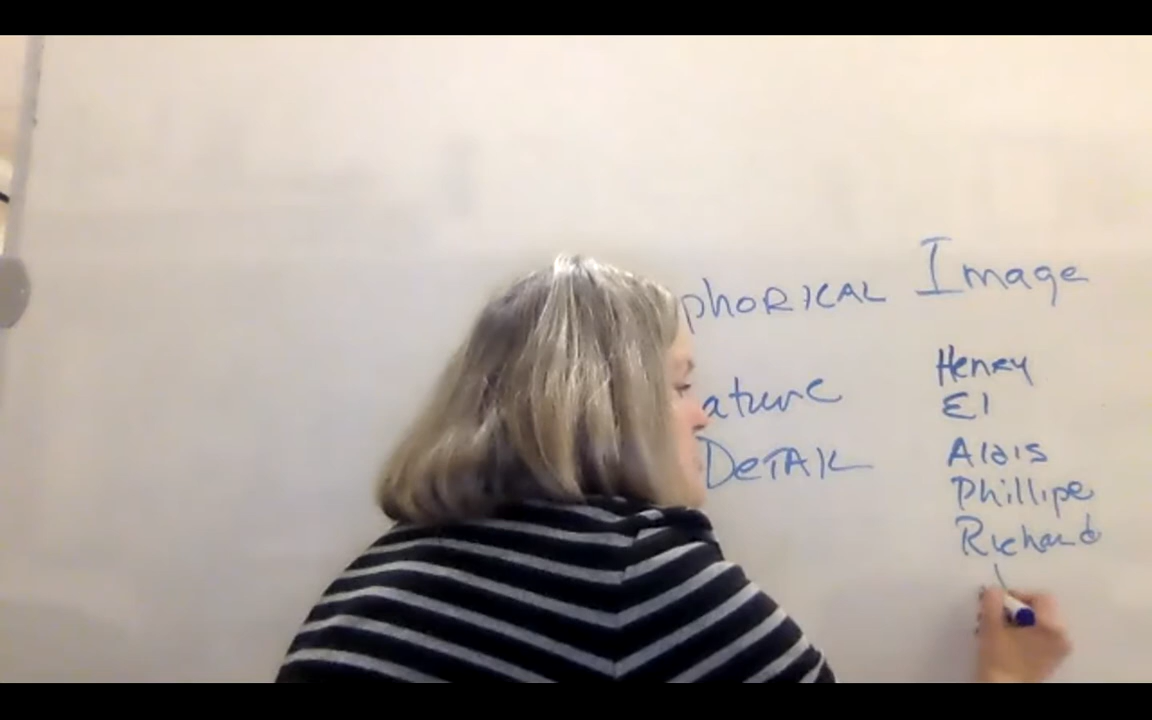 phORICAL Image
ature Henry
El
DeTAIL Alais
Phillipe
Richard